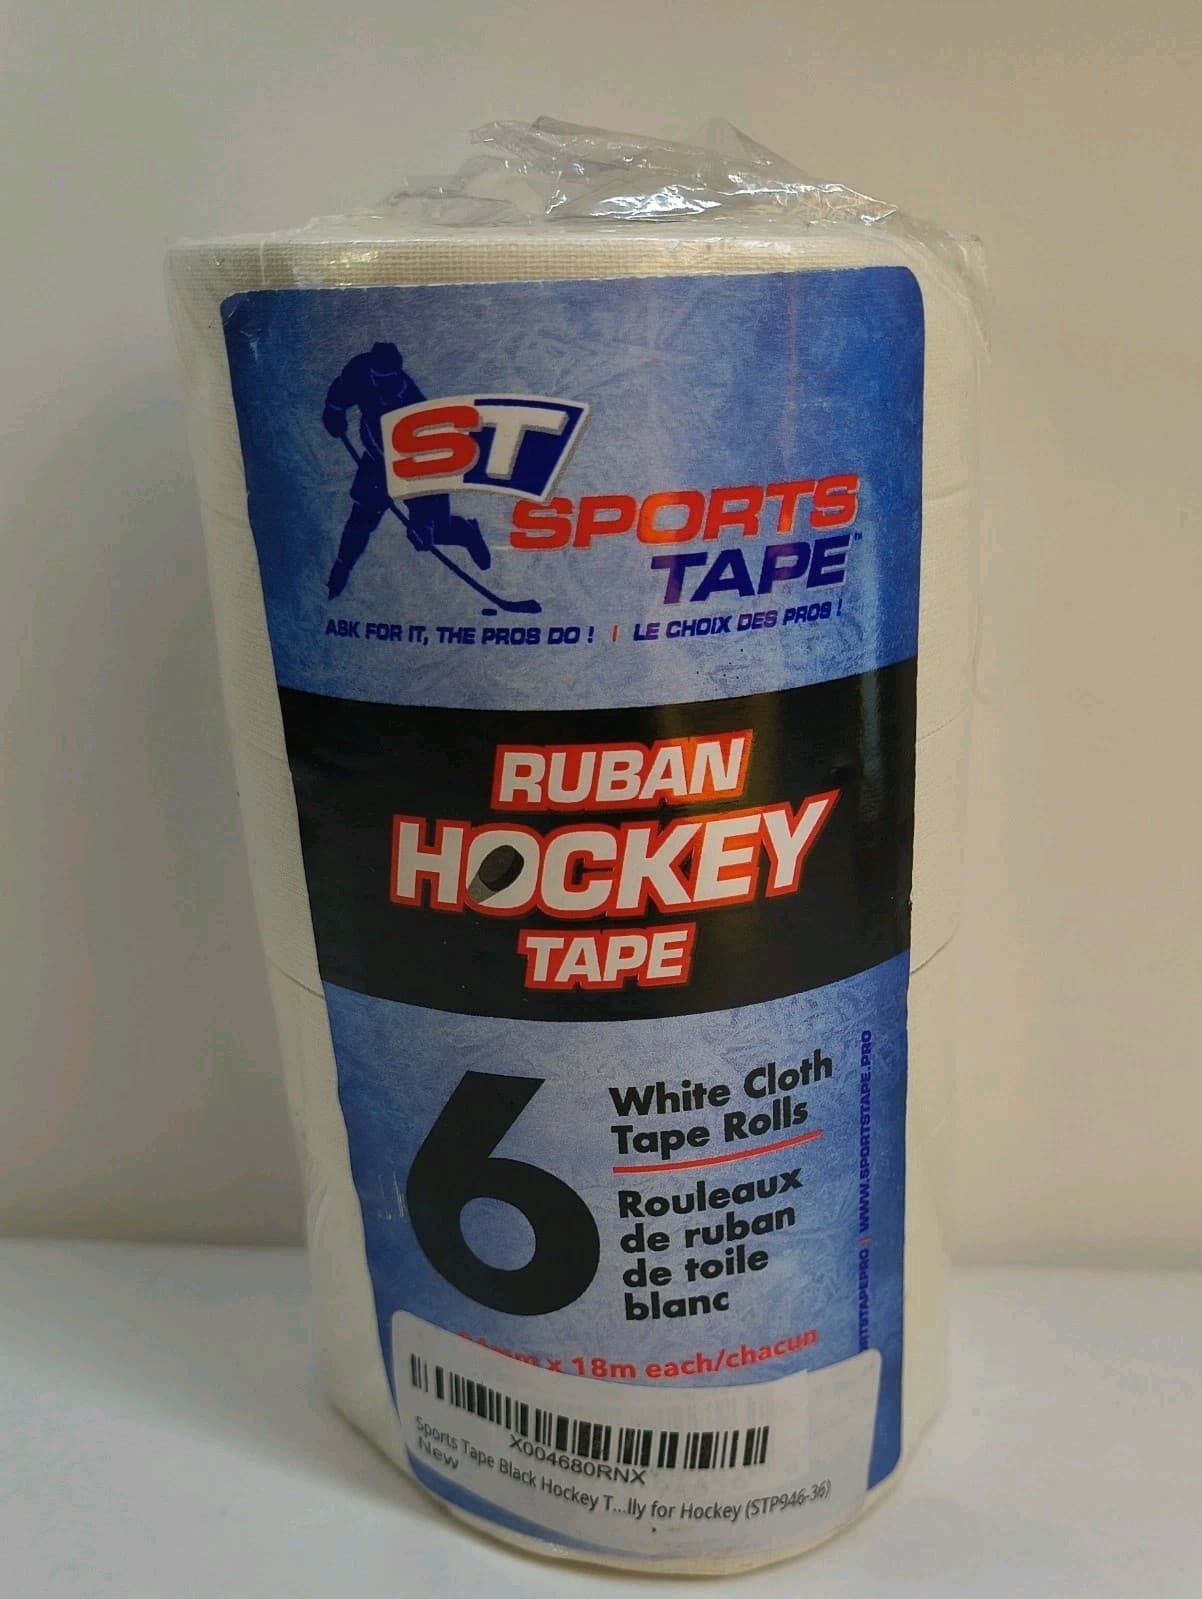 ST
SPORTS
TAPE™
ASK FOR IT, THE PROS DO ! | LE CHOIX DES PROS !
RUBAN
HOCKEY
TAPE
6
White Cloth
Tape Rolls
Rouleaux
de ruban
de toile
blanc
x 18m each/chacun
WWW.SPORTSTAPE.PRO
X004680RNX
Sports Tape Black Hockey T...lly for Hockey (STP946-36)
New